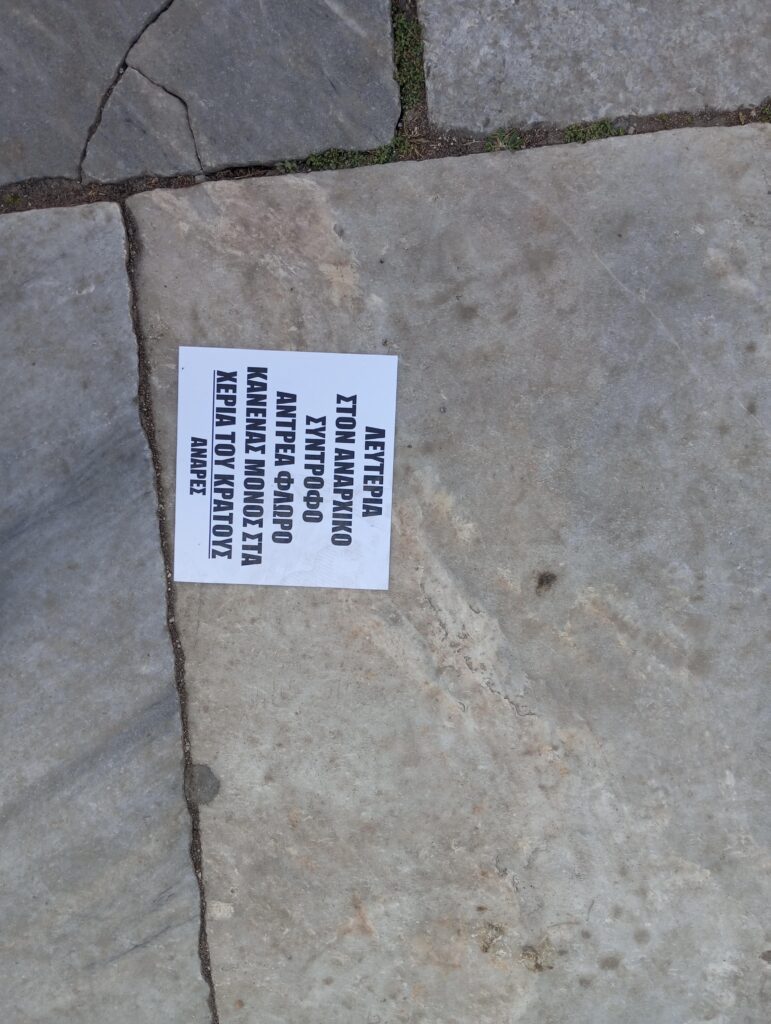 ΛΕΥΤΕΡΙΑ
ΣΤΟΝ ΑΝΑΡΧΙΚΟ
ΣΥΝΤΡΟΦΟ
ΑΝΤΡΕΑ ΦΛΩΡΟ
ΚΑΝΕΝΑΣ ΜΟΝΟΣ ΣΤΑ
ΧΕΡΙΑ ΤΟΥ ΚΡΑΤΟΥΣ
ΑΝΑΡΕΣ